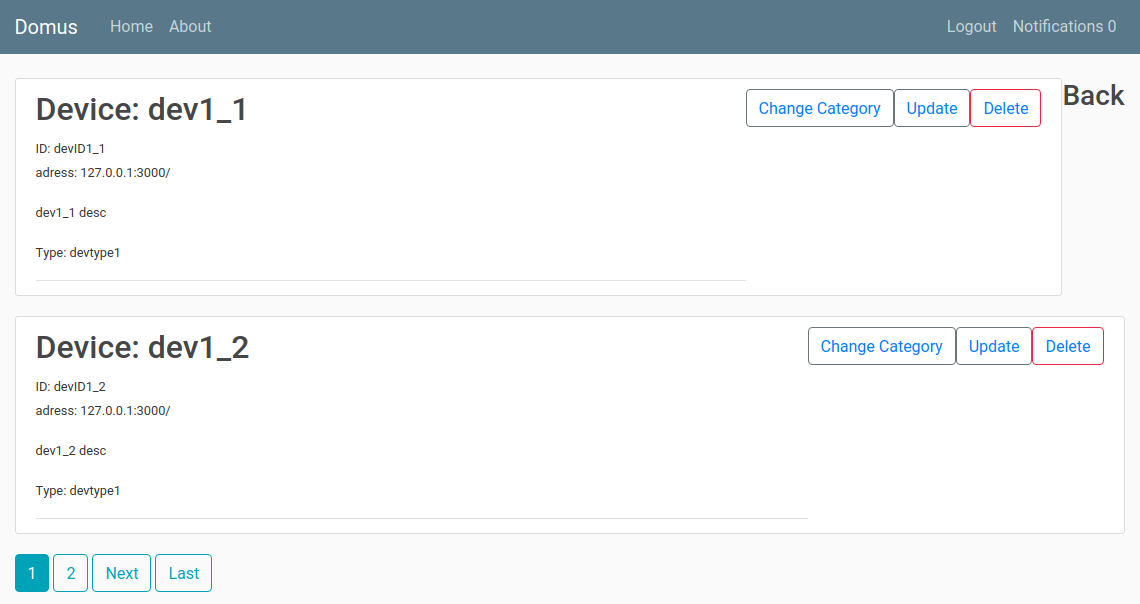 Domus Home About Logout Notifications 0
Device: dev1_1 Change Category Update Delete Back
ID: devID1_1
adress: 127.0.0.1:3000/
dev1_1 desc
Type: devtype1
Device: dev1_2 Change Category Update Delete
ID: devID1_2
adress: 127.0.0.1:3000/
dev1_2 desc
Type: devtype1
1 2 Next Last